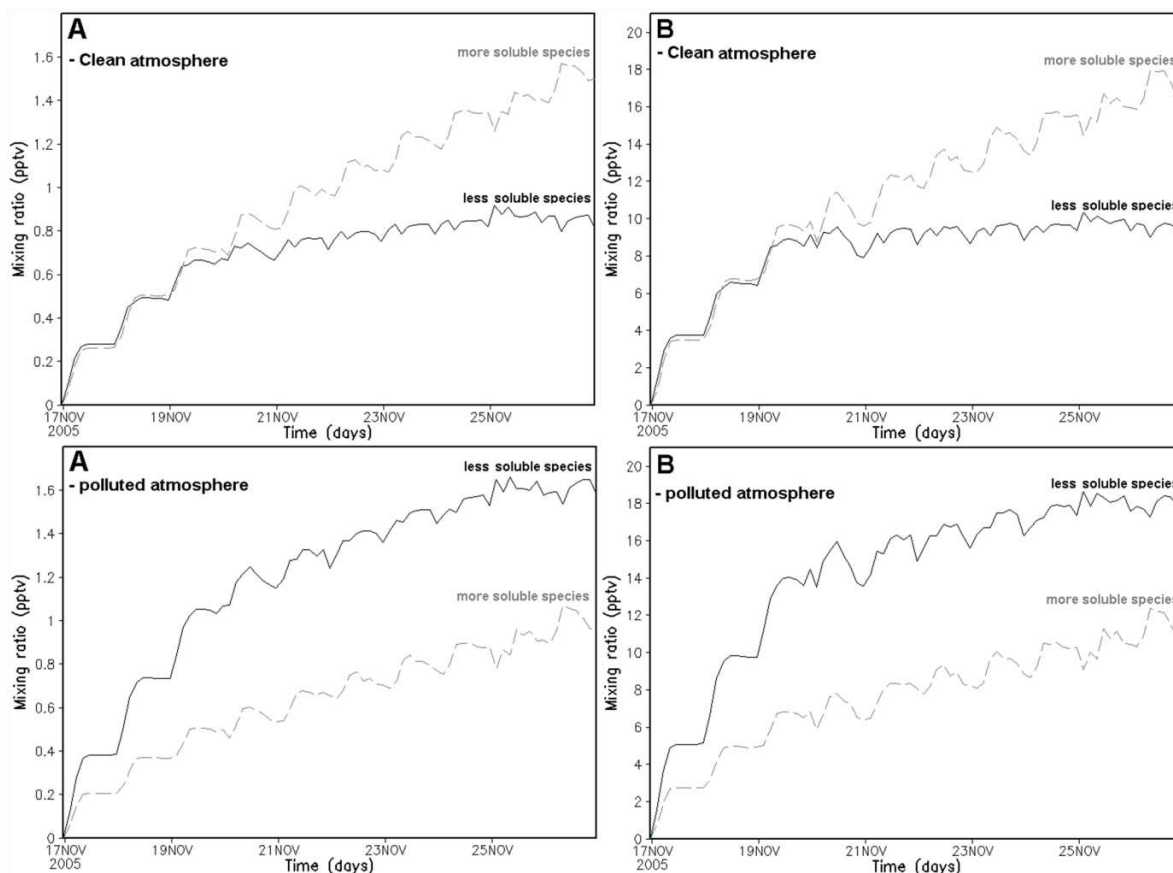 A
- Clean atmosphere
more soluble species
less soluble species
Mixing ratio (pptv)
1.6
1.4
1.2
1
0.8
0.6
0.4
0.2
0
17NOV
2005
19NOV
21NOV
23NOV
25NOV
Time (days)
B
- Clean atmosphere
more soluble species
less soluble species
Mixing ratio (pptv)
20
18
16
14
12
10
8
6
4
2
0
17NOV
2005
19NOV
21NOV
23NOV
25NOV
Time (days)
A
- polluted atmosphere
less soluble species
more soluble species
Mixing ratio (pptv)
1.6
1.4
1.2
1
0.8
0.6
0.4
0.2
0
17NOV
2005
19NOV
21NOV
23NOV
25NOV
Time (days)
B
- polluted atmosphere
less soluble species
more soluble species
Mixing ratio (pptv)
20
18
16
14
12
10
8
6
4
2
0
17NOV
2005
19NOV
21NOV
23NOV
25NOV
Time (days)